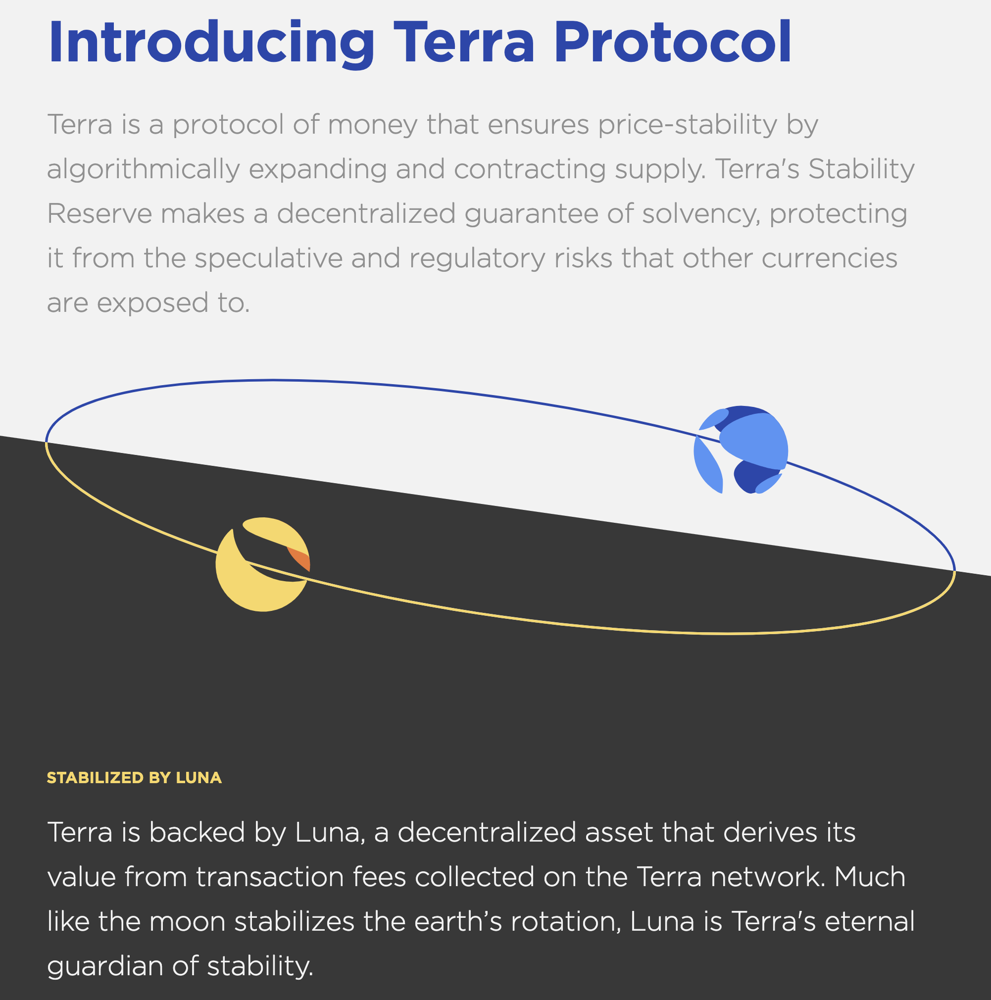 Introducing Terra Protocol
Terra is a protocol of money that ensures price-stability by
algorithmically expanding and contracting supply. Terra's Stability
Reserve makes a decentralized guarantee of solvency, protecting
it from the speculative and regulatory risks that other currencies
are exposed to.
STABILIZED BY LUNA
Terra is backed by Luna, a decentralized asset that derives its
value from transaction fees collected on the Terra network. Much
like the moon stabilizes the earth’s rotation, Luna is Terra's eternal
guardian of stability.